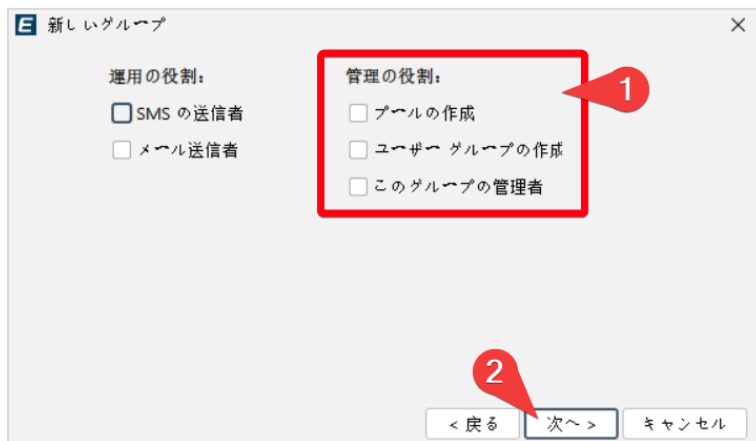 E 新しいグループ
運用の役割:
SMS の送信者
メール送信者
管理の役割:
プールの作成
ユーザー グループの作成
このグループの管理者
1
2
< 戻る
次へ >
キャンセル